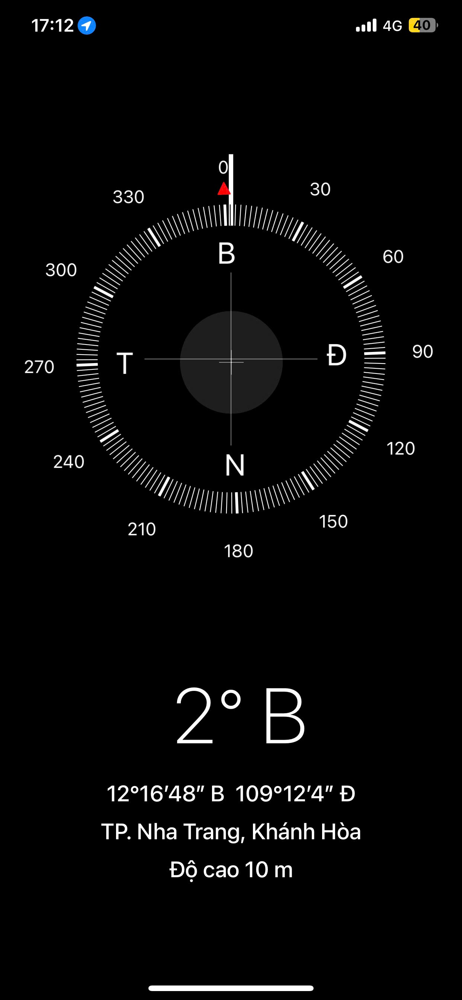 17:12 4G 40
0
330 30
300 60
B
270 T Đ 90
N
240 120
210 150
180
2° B
12°16′48″ B 109°12′4″ Đ
TP. Nha Trang, Khánh Hòa
Độ cao 10 m